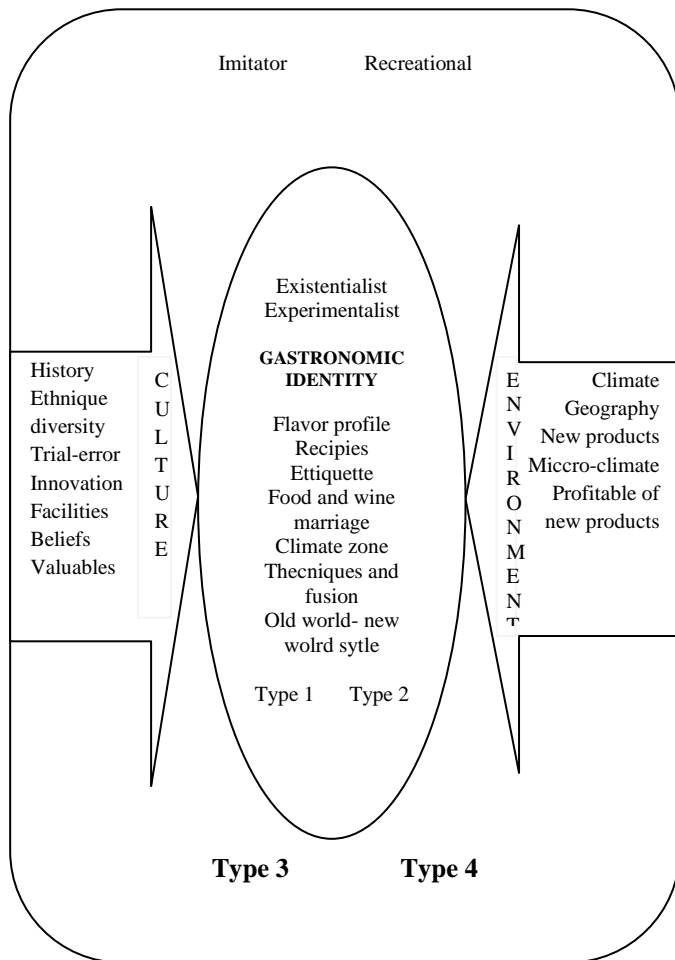 Imitator Recreational
Existentialist
Experimentalist
GASTRONOMIC
IDENTITY
Flavor profile
Recipies
Ettiquette
Food and wine
marriage
Climate zone
Thecniques and
fusion
Old world- new
wolrd sytle
Type 1 Type 2
History
Ethnique
diversity
Trial-error
Innovation
Facilities
Beliefs
Valuables
C
U
L
T
U
R
E
E
N
V
I
R
O
N
M
E
N
T
Climate
Geography
New products
Miccro-climate
Profitable of
new products
Type 3 Type 4